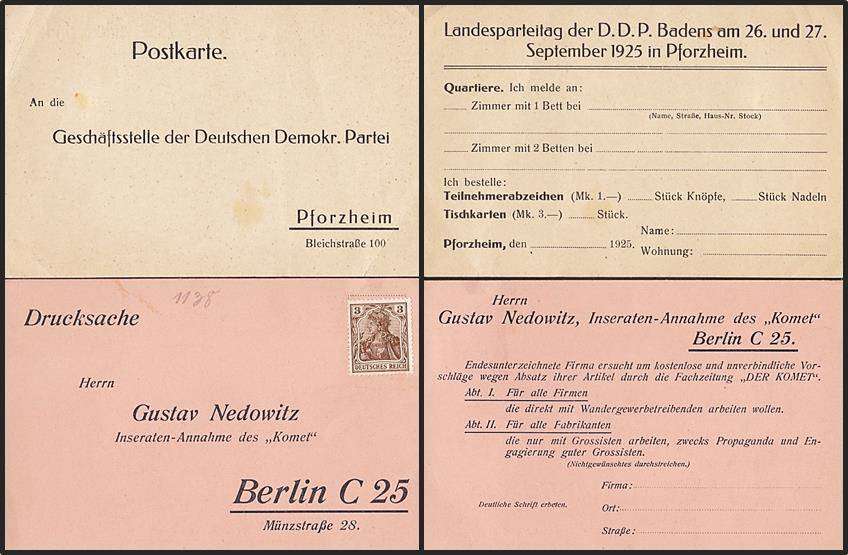 Postkarte.
An die
Geschäftsstelle der Deutschen Demokr. Partei
Pforzheim
Bleichstraße 100
Landesparteitag der D. D. P. Badens am 26. und 27.
September 1925 in Pforzheim.
Quartiere. Ich melde an:
Zimmer mit 1 Bett bei
(Name, Straße, Haus-Nr. Stock)
Zimmer mit 2 Betten bei
Ich bestelle:
Teilnehmerabzeichen (Mk. 1.—) Stück Knöpfe, Stück Nadeln
Tischkarten (Mk. 3.—) Stück.
Name:
Pforzheim, den 1925.
Wohnung:
1138
Drucksache
3 3
DEUTSCHES REICH
Herrn
Gustav Nedowitz
Inseraten-Annahme des „Komet“
Berlin C 25
Münzstraße 28.
Herrn
Gustav Nedowitz, Inseraten-Annahme des „Komet“
Berlin C 25.
Endesunterzeichnete Firma ersucht um kostenlose und unverbindliche Vor-
schläge wegen Absatz ihrer Artikel durch die Fachzeitung „DER KOMET“.
Abt. I. Für alle Firmen
die direkt mit Wandergewerbetreibenden arbeiten wollen.
Abt. II. Für alle Fabrikanten
die nur mit Grossisten arbeiten, zwecks Propaganda und En-
gagierung guter Grossisten.
(Nichtgewünschtes durchstreichen.)
Firma:
Deutliche Schrift erbeten.
Ort:
Straße: